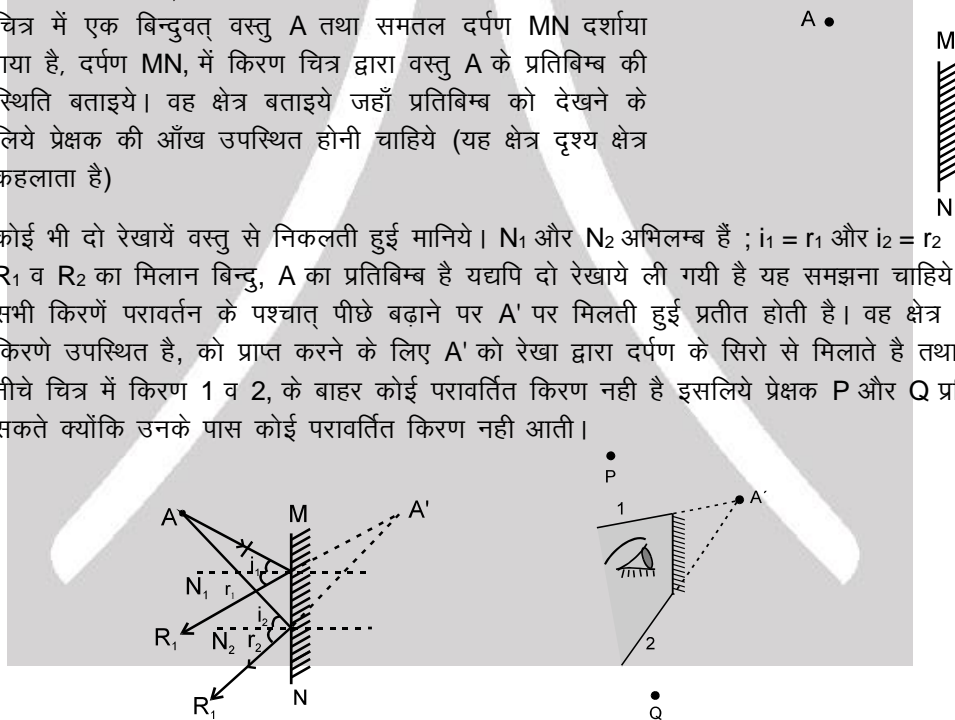 चित्र में एक बिन्दुवत् वस्तु A तथा समतल दर्पण MN दर्शाया
गया है, दर्पण MN, में किरण चित्र द्वारा वस्तु A के प्रतिबिम्ब की
स्थिति बताइये। वह क्षेत्र बताइये जहाँ प्रतिबिम्ब को देखने के
लिये प्रेक्षक की आँख उपस्थित होनी चाहिये (यह क्षेत्र दृश्य क्षेत्र
कहलाता है)
A
M
N
कोई भी दो रेखायें वस्तु से निकलती हुई मानिये। N₁ और N₂ अभिलम्ब हैं ; i₁ = r₁ और i₂ = r₂
R₁ व R₂ का मिलान बिन्दु, A का प्रतिबिम्ब है यद्यपि दो रेखाये ली गयी है यह समझना चाहिये
सभी किरणें परावर्तन के पश्चात् पीछे बढ़ाने पर A' पर मिलती हुई प्रतीत होती है। वह क्षेत्र
किरणे उपस्थित है, को प्राप्त करने के लिए A' को रेखा द्वारा दर्पण के सिरो से मिलाते है तथा
नीचे चित्र में किरण 1 व 2, के बाहर कोई परावर्तित किरण नही है इसलिये प्रेक्षक P और Q
सकते क्योंकि उनके पास कोई परावर्तित किरण नही आती।
A
M
A'
i₁
N₁
r₁
i₂
R₁
N₂
r₂
R₁
N
P
1
A'
2
Q